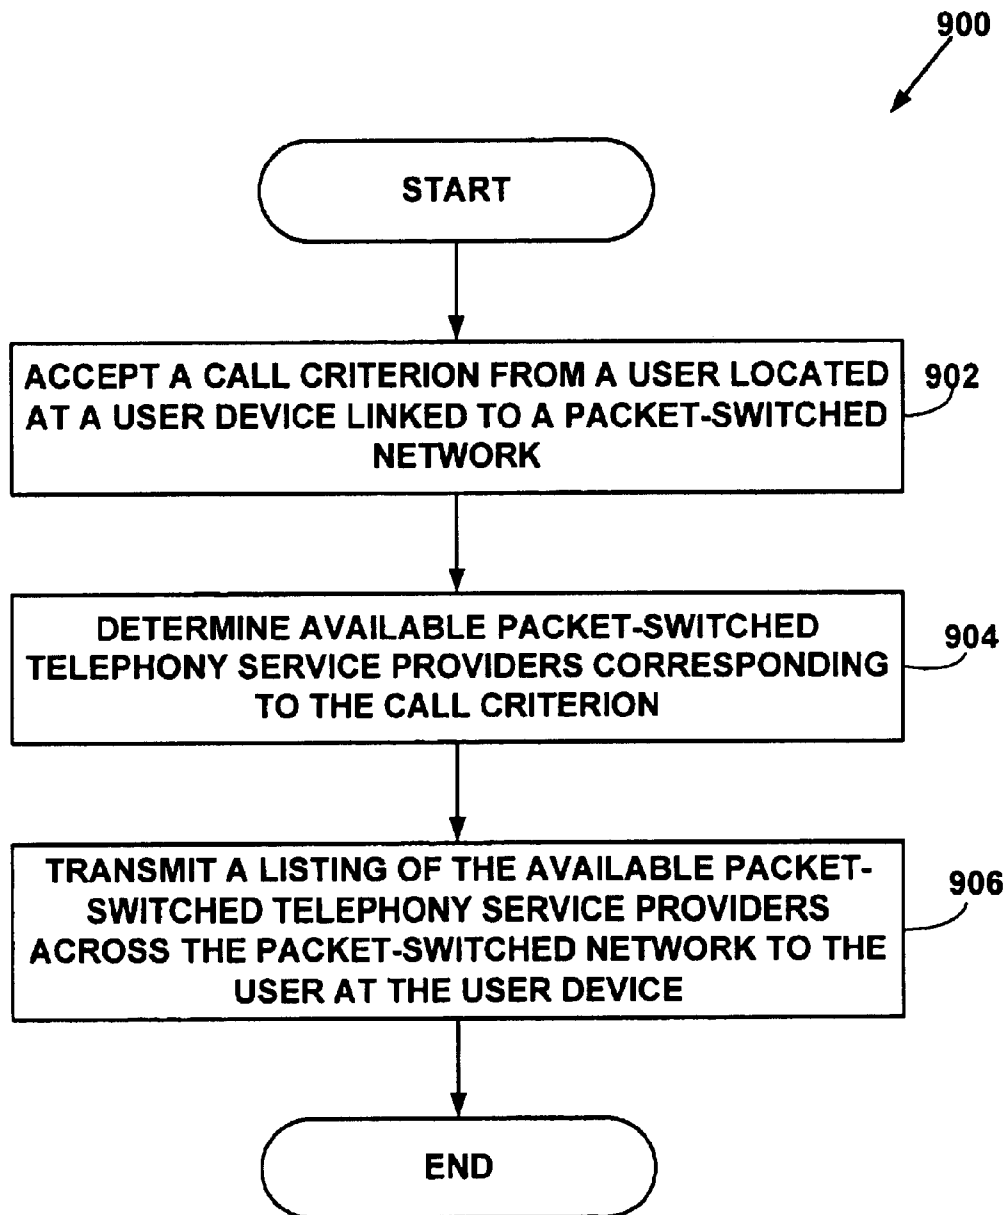 900
START
ACCEPT A CALL CRITERION FROM A USER LOCATED
AT A USER DEVICE LINKED TO A PACKET-SWITCHED
NETWORK
902
DETERMINE AVAILABLE PACKET-SWITCHED
TELEPHONY SERVICE PROVIDERS CORRESPONDING
TO THE CALL CRITERION
904
TRANSMIT A LISTING OF THE AVAILABLE PACKET-
SWITCHED TELEPHONY SERVICE PROVIDERS
ACROSS THE PACKET-SWITCHED NETWORK TO THE
USER AT THE USER DEVICE
906
END